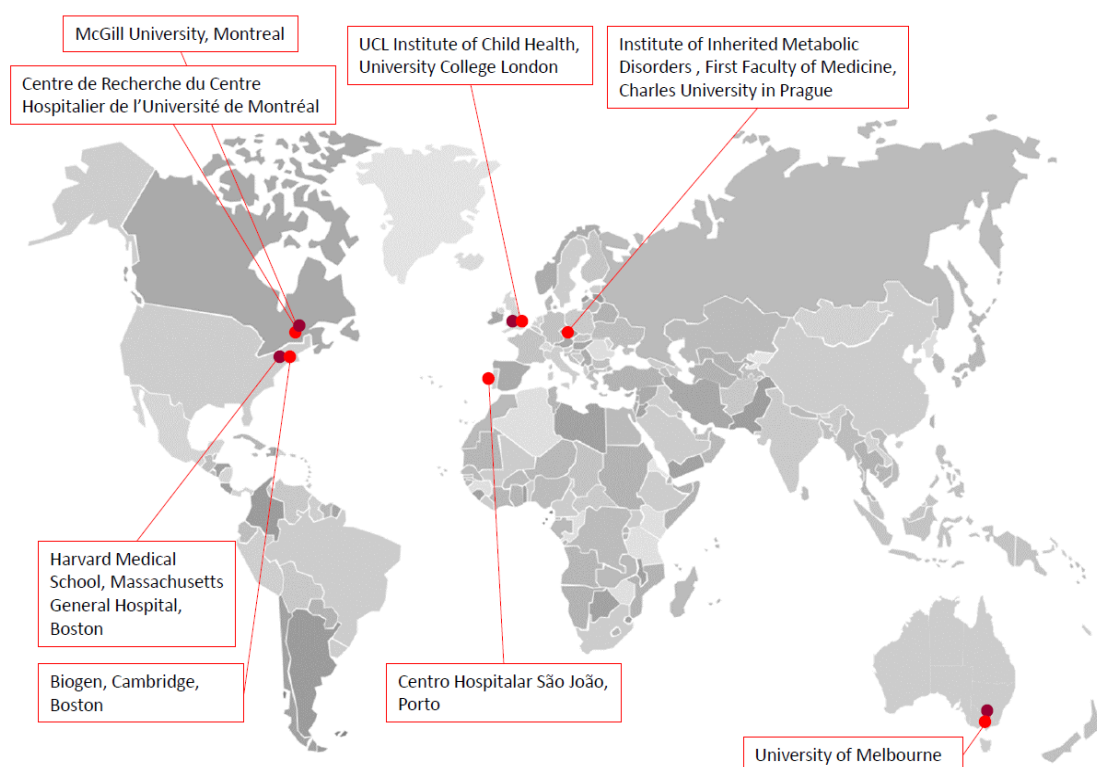 McGill University, Montreal
Centre de Recherche du Centre
Hospitalier de l’Université de Montréal
UCL Institute of Child Health,
University College London
Institute of Inherited Metabolic
Disorders , First Faculty of Medicine,
Charles University in Prague
Harvard Medical
School, Massachusetts
General Hospital,
Boston
Biogen, Cambridge,
Boston
Centro Hospitalar São João,
Porto
University of Melbourne